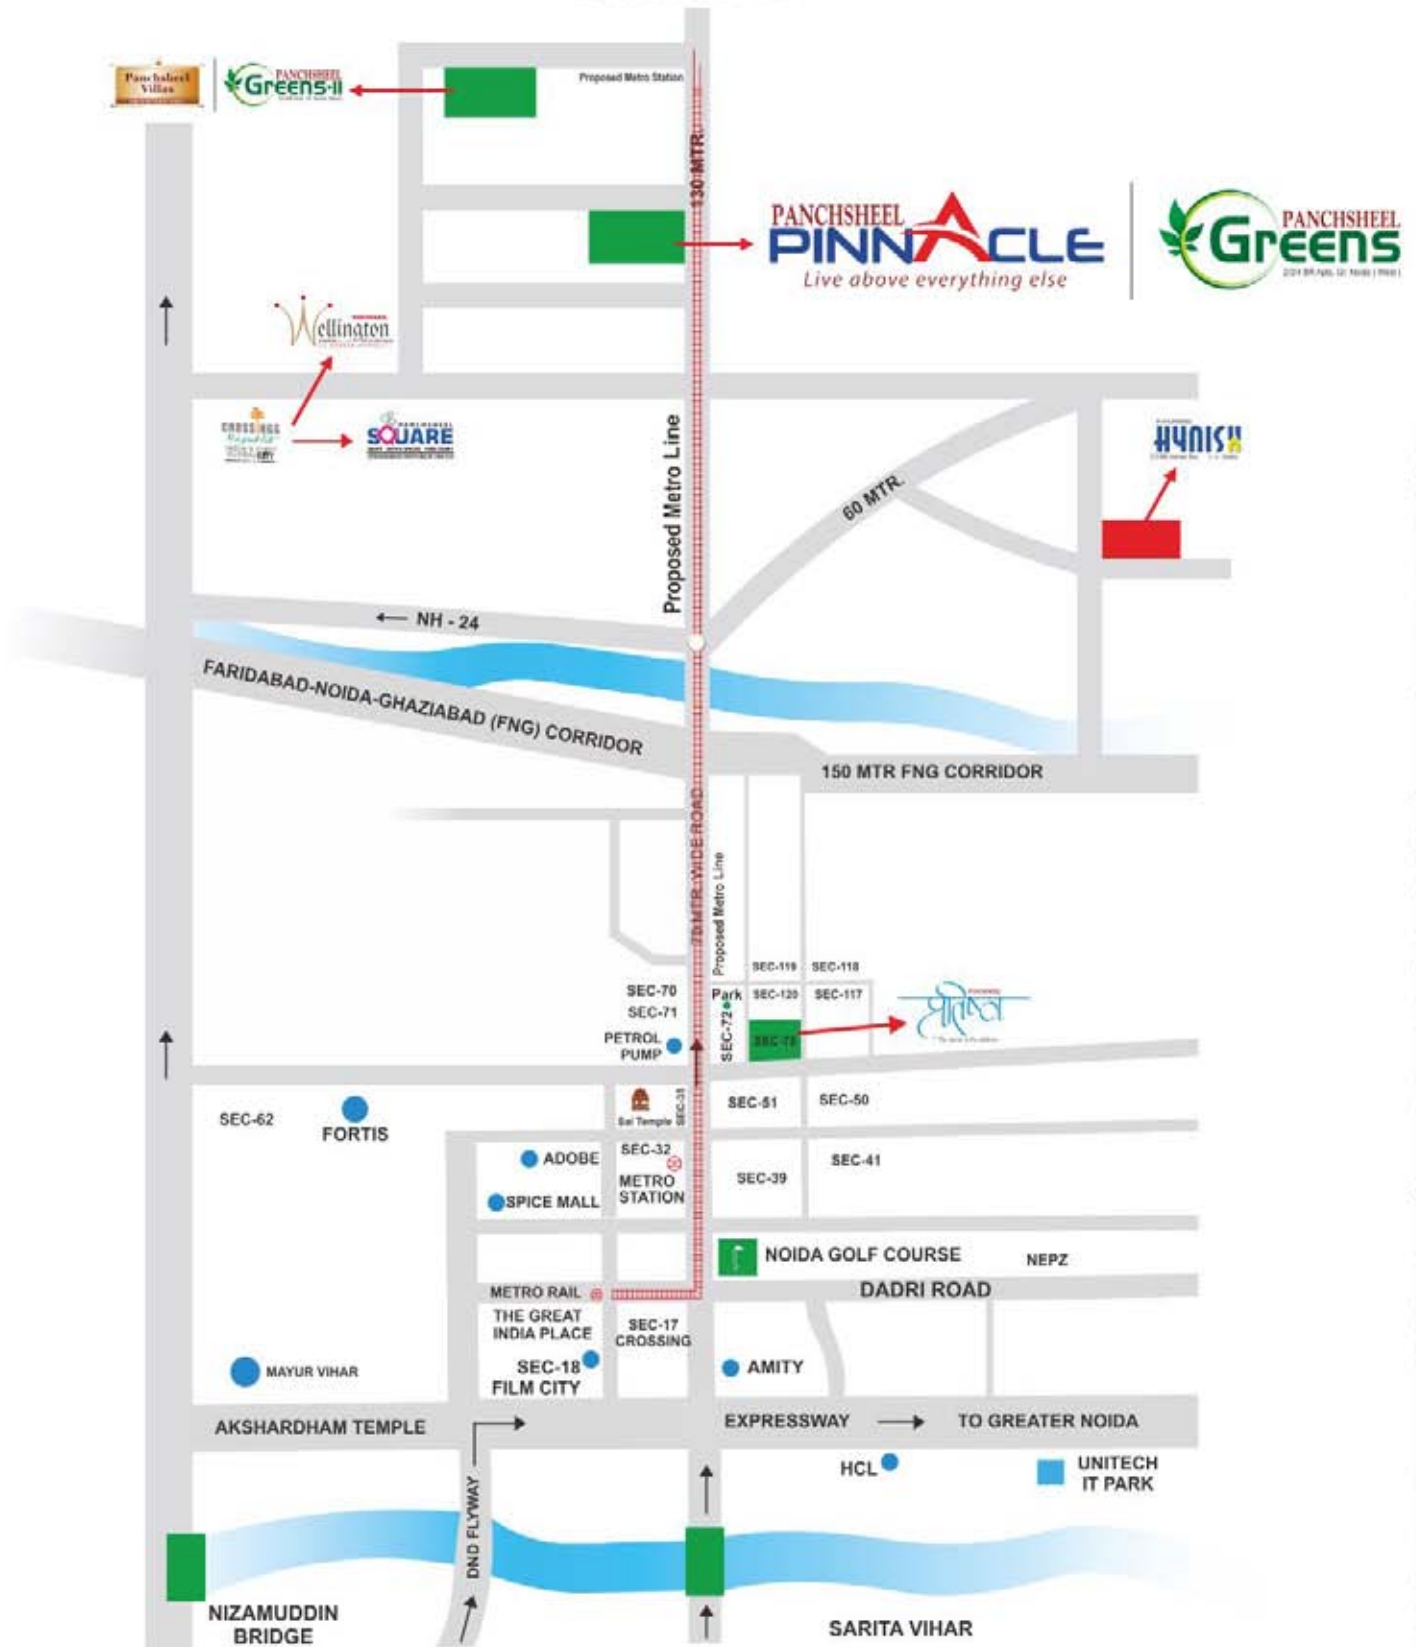 Panchsheel
Villas
PANCHSHEEL
Greens-II
Proposed Metro Station
130 MTR.
PANCHSHEEL
PINNACLE
Live above everything else
PANCHSHEEL
Greens
Wellington
CROSSINGS
PANCHSHEEL
SQUARE
HYNISH
Proposed Metro Line
60 MTR.
NH - 24
FARIDABAD-NOIDA-GHAZIABAD (FNG) CORRIDOR
150 MTR FNG CORRIDOR
75 MTR. WIDE ROAD
Proposed Metro Line
SEC-119
SEC-118
SEC-70
Park
SEC-120
SEC-117
SEC-71
SEC-72
PETROL
PUMP
प्रतिष्ठा
SEC-62
FORTIS
Sai Temple
SEC-51
SEC-50
ADOBE
SEC-32
METRO
STATION
SEC-39
SEC-41
SPICE MALL
NOIDA GOLF COURSE
NEPZ
METRO RAIL
DADRI ROAD
THE GREAT
INDIA PLACE
SEC-17
CROSSING
MAYUR VIHAR
SEC-18
FILM CITY
AMITY
AKSHARDHAM TEMPLE
EXPRESSWAY
TO GREATER NOIDA
HCL
UNITECH
IT PARK
DND FLYWAY
NIZAMUDDIN
BRIDGE
SARITA VIHAR